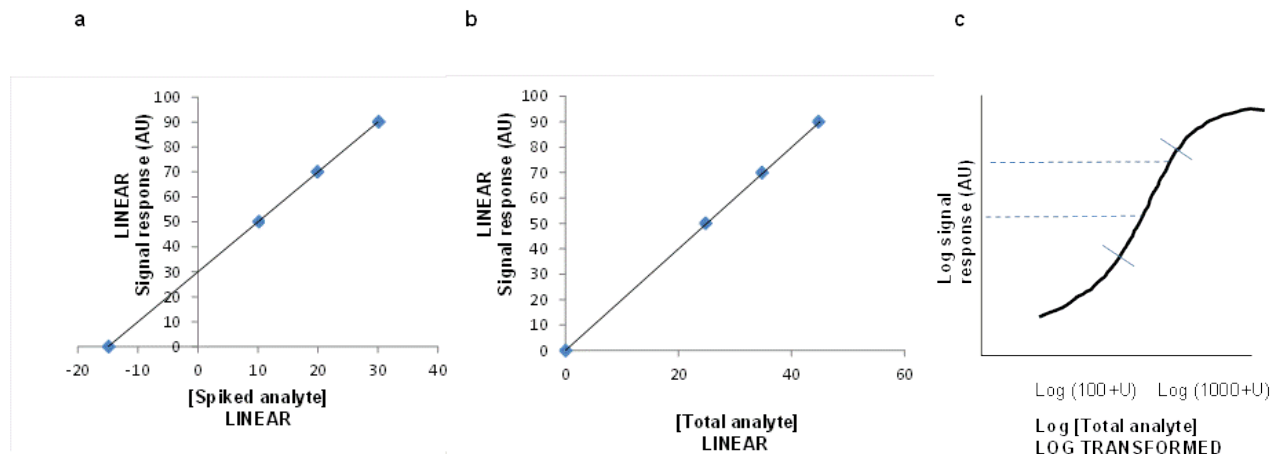 a
b
c
LINEAR
Signal response (AU)
100
90
80
70
60
50
40
30
20
10
0
-20
-10
0
10
20
30
40
[Spiked analyte]
LINEAR
LINEAR
Signal response (AU)
100
90
80
70
60
50
40
30
20
10
0
0
20
40
60
[Total analyte]
LINEAR
Log signal
response (AU)
Log (100+U)
Log (1000+U)
Log [Total analyte]
LOG TRANSFORMED